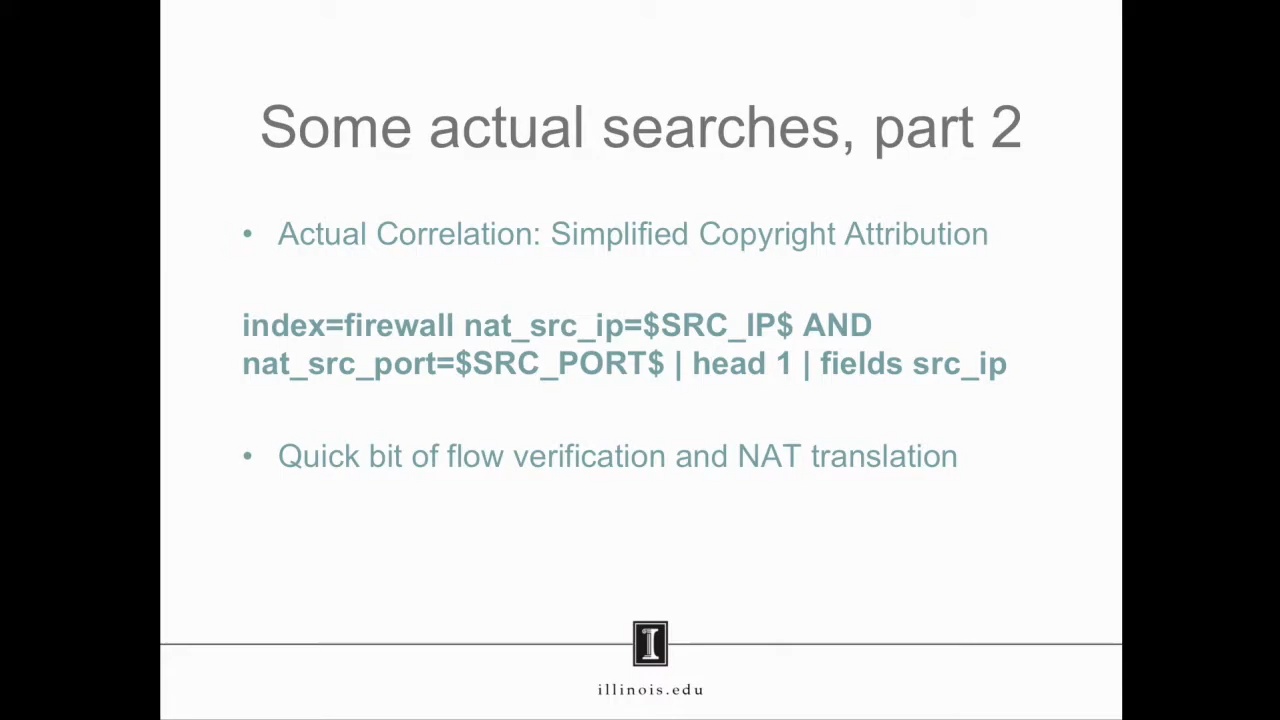 Some actual searches, part 2
• Actual Correlation: Simplified Copyright Attribution
index=firewall nat_src_ip=$SRC_IP$ AND
nat_src_port=$SRC_PORT$ | head 1 | fields src_ip
• Quick bit of flow verification and NAT translation
I
illinois.edu